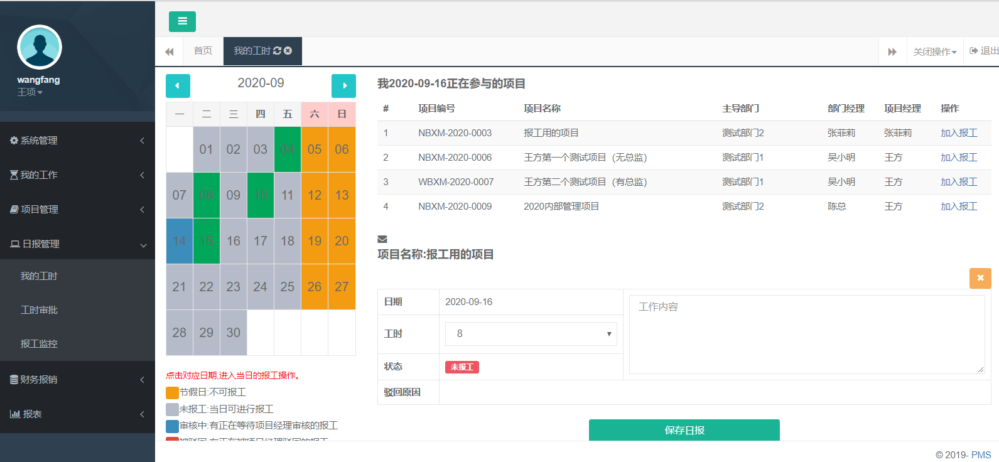 wangfang
王项
系统管理
我的工作
项目管理
日报管理
我的工时
工时审批
报工监控
财务报销
报表
首页
我的工时
关闭操作
退出
2020-09
一 二 三 四 五 六 日
01 02 03 04 05 06
07 08 09 10 11 12 13
14 15 16 17 18 19 20
21 22 23 24 25 26 27
28 29 30
点击对应日期,进入当日的报工操作。
节假日:不可报工
未报工:当日可进行报工
审核中:有正在等待项目经理审核的报工
被驳回:有正在被项目经理驳回的报工
我2020-09-16正在参与的项目
# 项目编号 项目名称 主导部门 部门经理 项目经理 操作
1 NBXM-2020-0003 报工用的项目 测试部门2 张菲莉 张菲莉 加入报工
2 NBXM-2020-0006 王方第一个测试项目（无总监） 测试部门1 吴小明 王方 加入报工
3 WBXM-2020-0007 王方第二个测试项目（有总监） 测试部门1 吴小明 王方 加入报工
4 NBXM-2020-0009 2020内部管理项目 测试部门2 陈总 王方 加入报工
项目名称:报工用的项目
日期 2020-09-16
工作内容
工时 8
状态 未报工
驳回原因
保存日报
© 2019- PMS